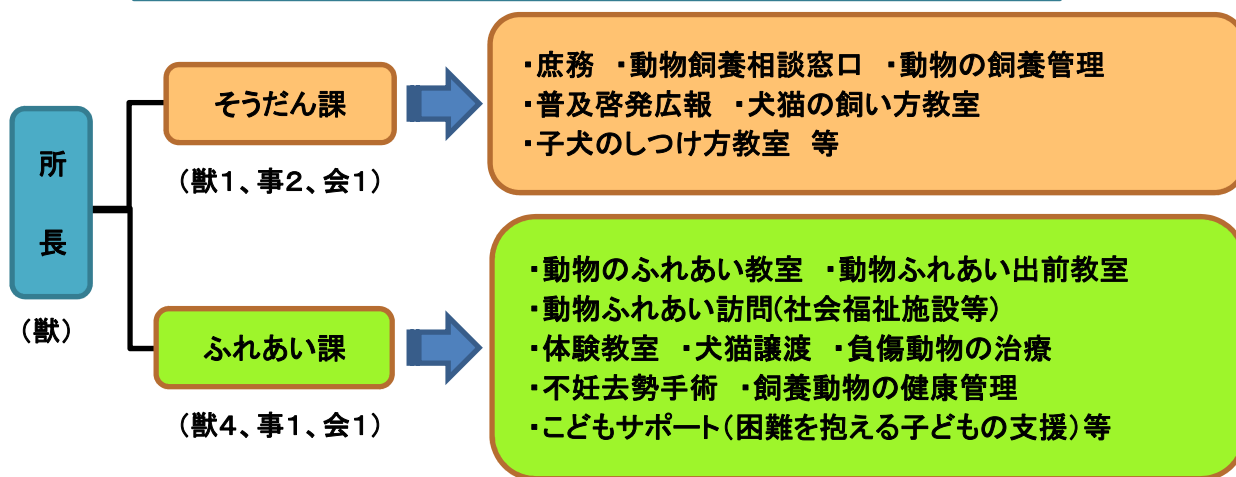 所
長
（獣）
そうだん課
（獣１、事２、会１）
・庶務　・動物飼養相談窓口　・動物の飼養管理
・普及啓発広報　・犬猫の飼い方教室
・子犬のしつけ方教室　等
ふれあい課
（獣４、事１、会１）
・動物のふれあい教室　・動物ふれあい出前教室
・動物ふれあい訪問(社会福祉施設等)
・体験教室　・犬猫譲渡　・負傷動物の治療
・不妊去勢手術　・飼養動物の健康管理
・こどもサポート（困難を抱える子どもの支援）等